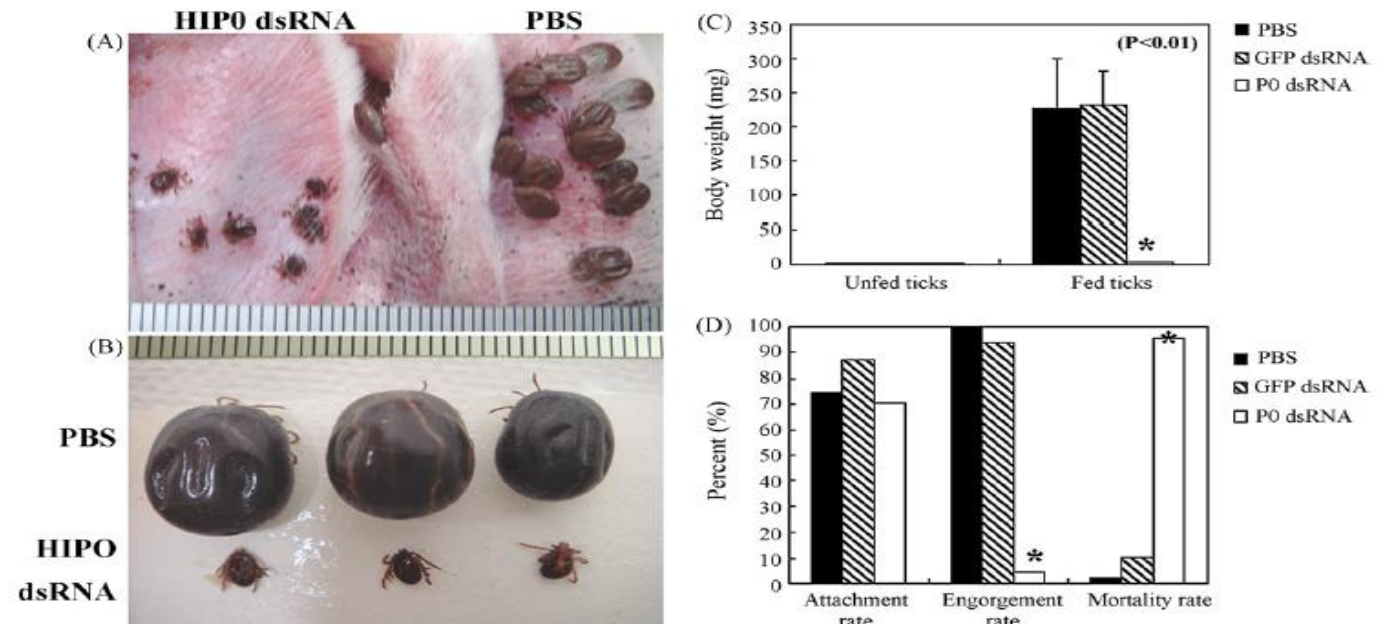 HIP0 dsRNA PBS
(A)
(B)
PBS
HIPO
dsRNA
(C)
350
300
250
200
150
100
50
0
Body weight (mg)
(P<0.01)
*
Unfed ticks Fed ticks
PBS
GFP dsRNA
P0 dsRNA
(D)
100
90
80
70
60
50
40
30
20
10
0
Percent (%)
*
*
Attachment Engorgement Mortality rate
rate rate
PBS
GFP dsRNA
P0 dsRNA